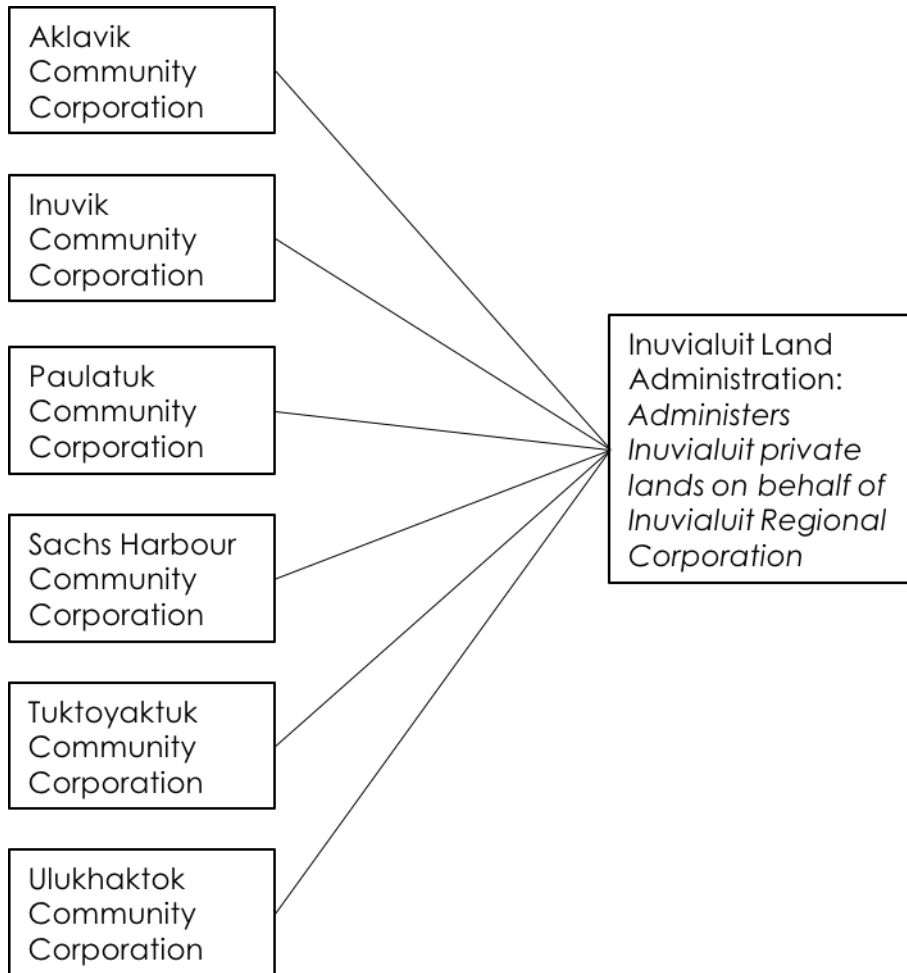 Aklavik
Community
Corporation
Inuvik
Community
Corporation
Paulatuk
Community
Corporation
Sachs Harbour
Community
Corporation
Tuktoyaktuk
Community
Corporation
Ulukhaktok
Community
Corporation
Inuvialuit Land
Administration:
Administers
Inuvialuit private
lands on behalf of
Inuvialuit Regional
Corporation